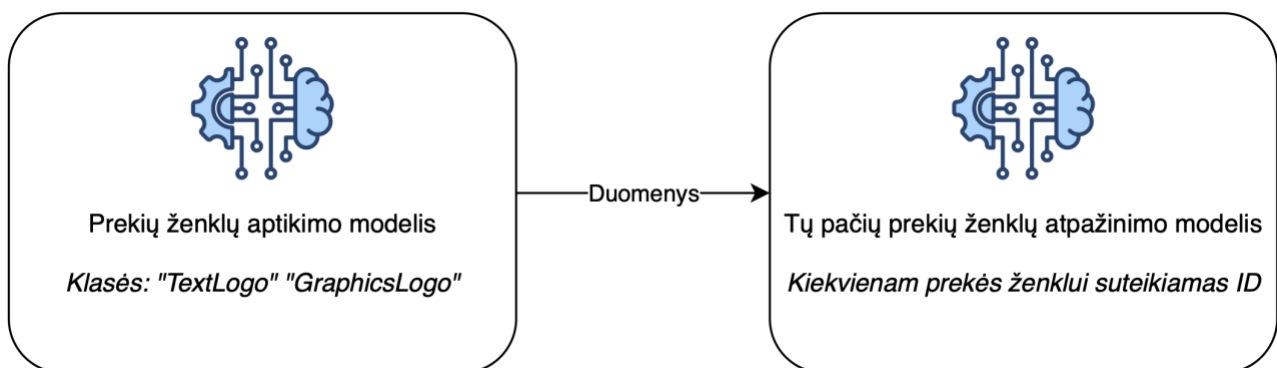 Prekių ženklų aptikimo modelis
Klasės: "TextLogo" "GraphicsLogo"
Duomenys
Tų pačių prekių ženklų atpažinimo modelis
Kiekvienam prekės ženklui suteikiamas ID